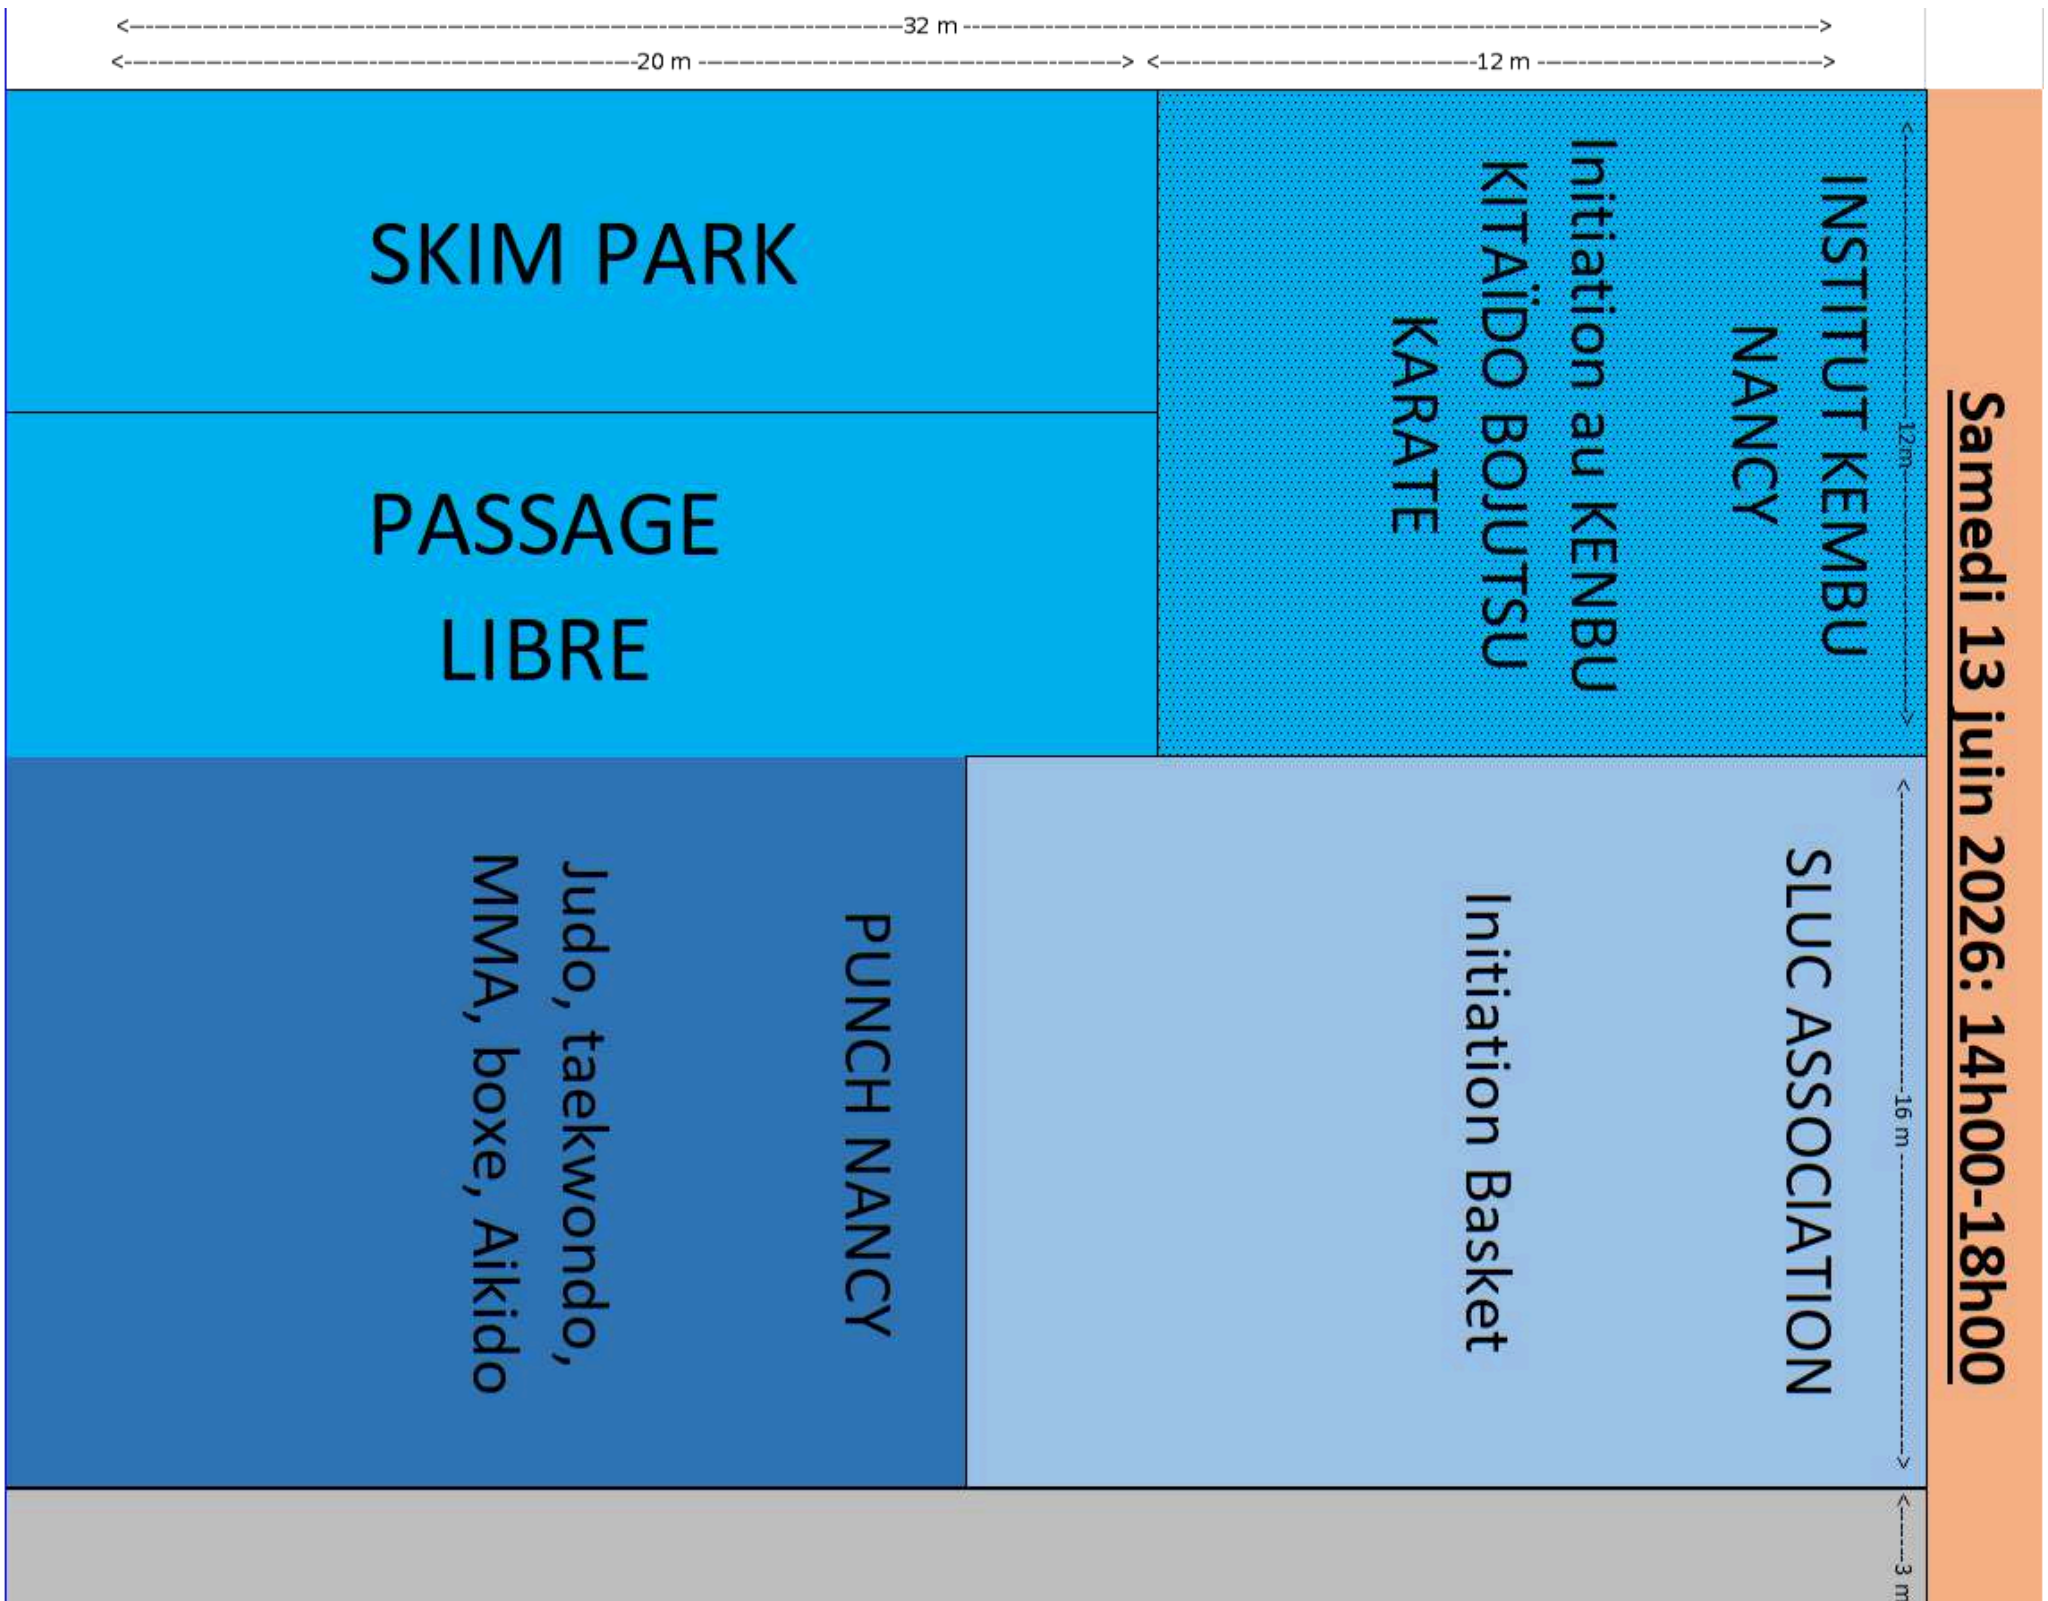 <--------32 m-------->
<--------20 m-------->
<--------12 m-------->
SKIM PARK
PASSAGE
LIBRE
INSTITUT KEMBU
NANCY
Initiation au KENBU
KITAÏDO BOJUTSU
KARATE
<--------12m-------->
PUNCH NANCY
Judo, taekwondo,
MMA, boxe, Aikido
SLUC ASSOCIATION
Initiation Basket
<--------16 m-------->
<-----3 m
Samedi 13 juin 2026: 14h00-18h00